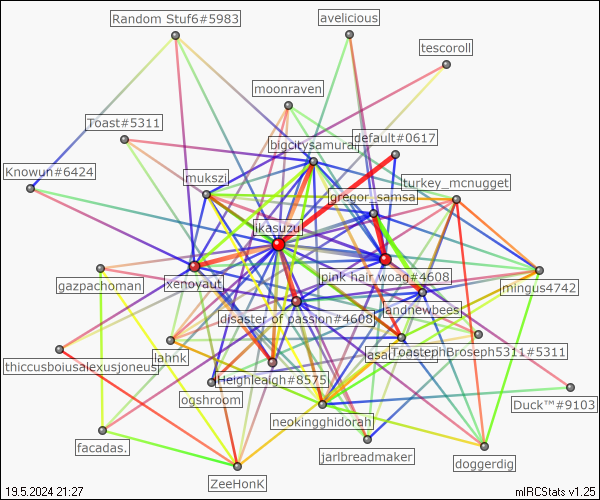 Random Stuf6#5983
avelicious
tescoroll
moonraven
Toast#5311
default#0617
bigcitysamurai
Knowun#6424
mukszi
turkey_mcnugget
gregor_samsa
ikasuzu
xenoyaut
pink hair woag#4608
gazpachoman
mingus4742
landnewbees
disaster of passion#4608
lahnk
ToastephBroseph5311#5311
thiccusboiusalexusjoneus
Heighleaigh#8575
ogshroom
Duck™#9103
neokingghidorah
facadas.
jarlbreadmaker
doggerdig
ZeeHonK
19.5.2024 21:27
mIRCStats v1.25